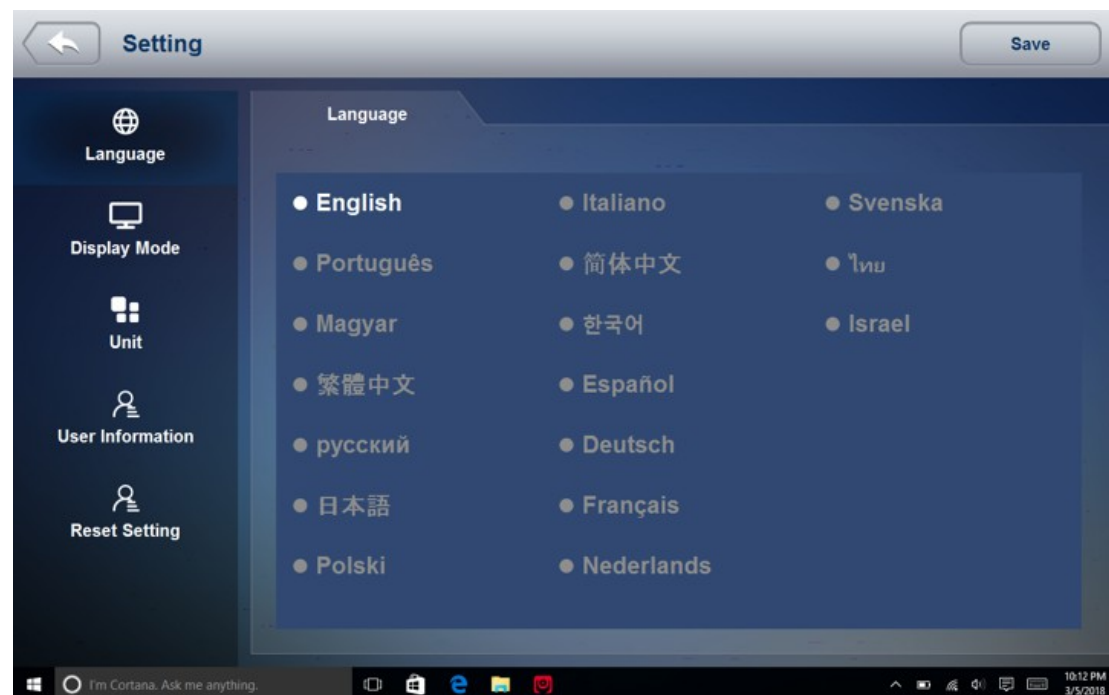 Setting
Save
Language
Display Mode
Unit
User Information
Reset Setting
Language
English
Português
Magyar
繁體中文
русский
日本語
Polski
Italiano
简体中文
한국어
Español
Deutsch
Français
Nederlands
Svenska
ไทย
Israel
I'm Cortana. Ask me anything.
10:12 PM
3/5/2018